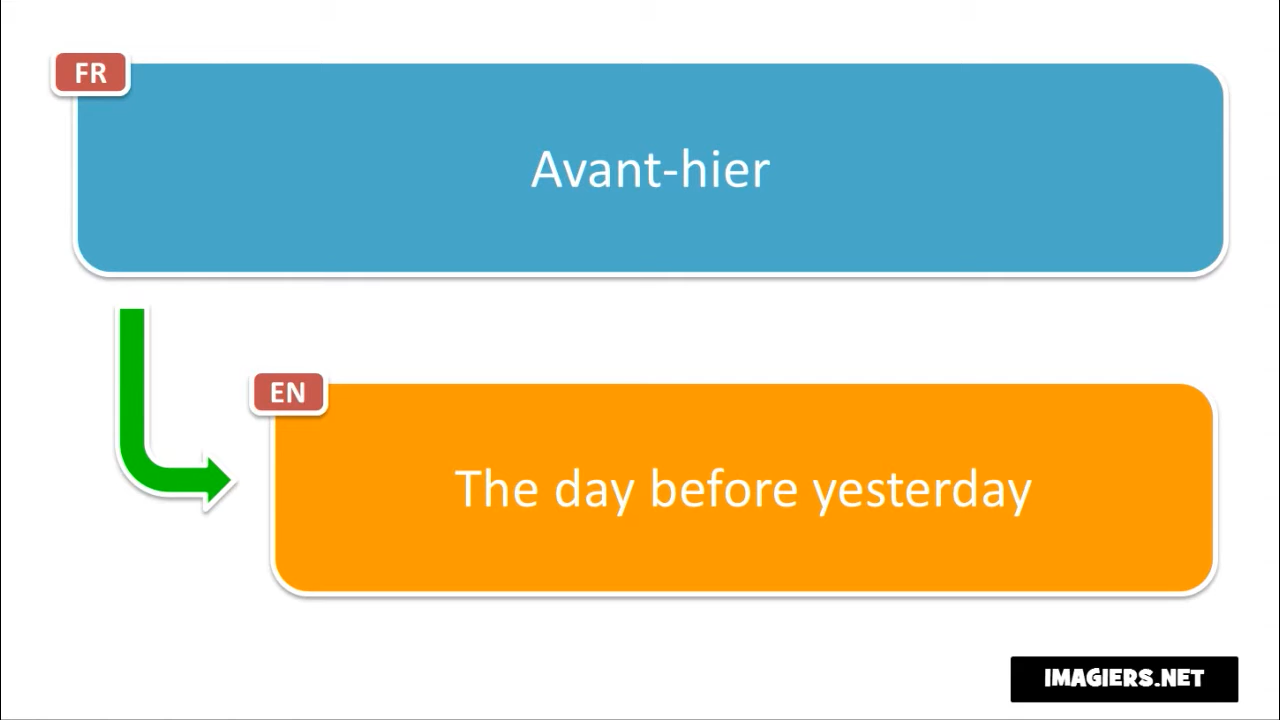 FR
Avant-hier
EN
The day before yesterday
IMAGIERS.NET